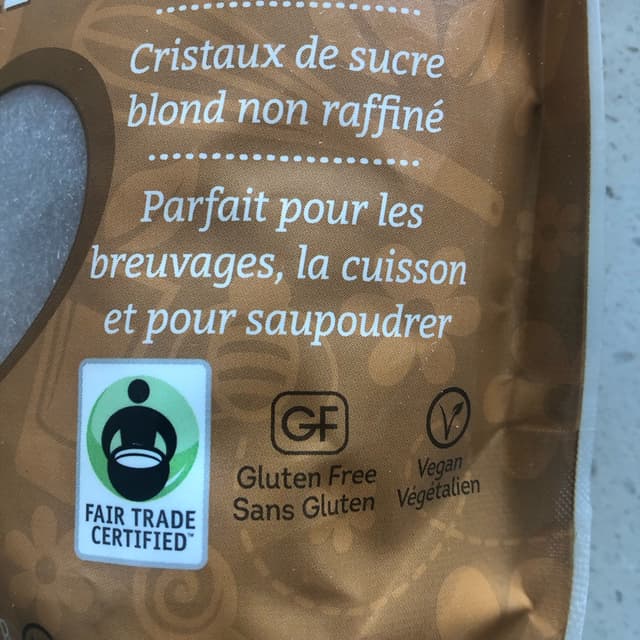 Cristaux de sucre
blond non raffiné
Parfait pour les
breuvages, la cuisson
et pour saupoudrer
FAIR TRADE
CERTIFIED™
GF
Gluten Free
Sans Gluten
Vegan
Végétalien